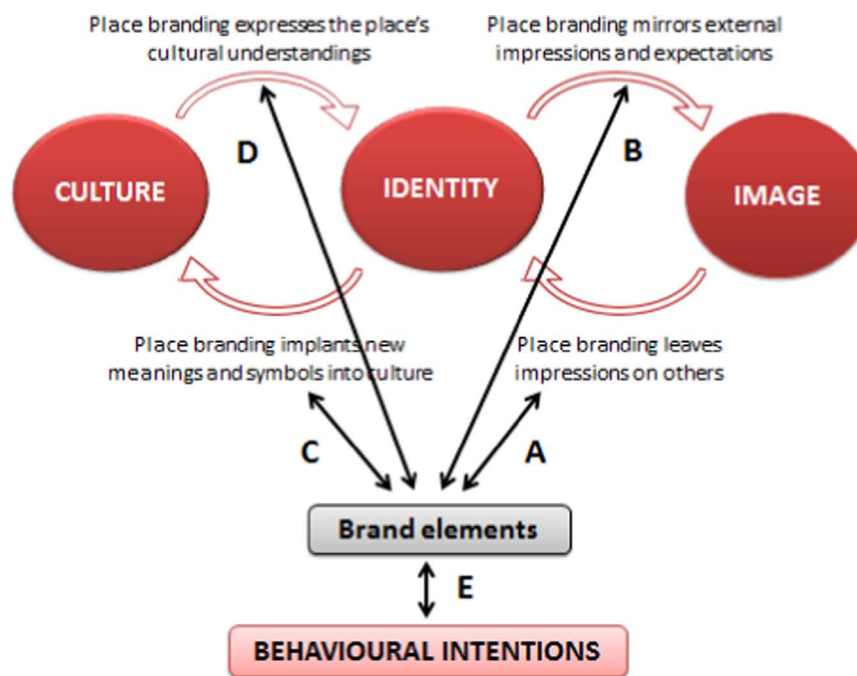 Place branding expresses the place's
cultural understandings
Place branding mirrors external
impressions and expectations
D
B
CULTURE
IDENTITY
IMAGE
Place branding implants new
meanings and symbols into culture
Place branding leaves
impressions on others
C
A
Brand elements
E
BEHAVIOURAL INTENTIONS